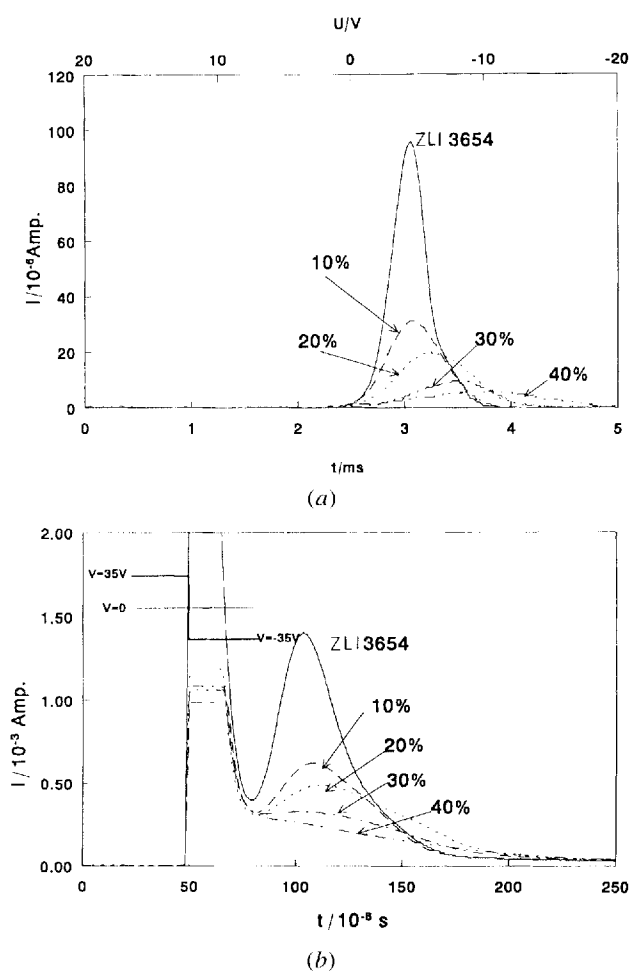 U/V
20 10 0 -10 -20
120
100
80
60
40
20
0
I/10⁻⁶Amp.
ZLI 3654
10%
20%
30%
40%
0 1 2 3 4 5
t/ms
(a)
2.00
1.50
1.00
0.50
0.00
I / 10⁻³ Amp.
V=35V
V=0
V=-35V
ZLI 3654
10%
20%
30%
40%
0 50 100 150 200 250
t / 10⁻⁶ s
(b)